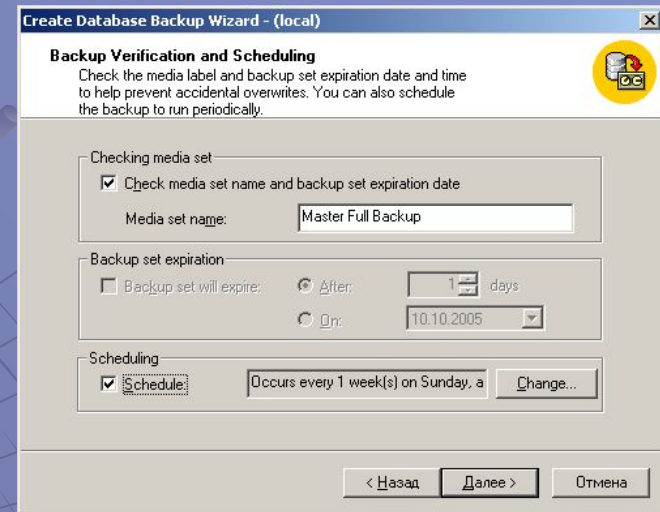 Create Database Backup Wizard - (local)
Backup Verification and Scheduling
Check the media label and backup set expiration date and time
to help prevent accidental overwrites. You can also schedule
the backup to run periodically.
Checking media set
Check media set name and backup set expiration date
Media set name: Master Full Backup
Backup set expiration
Backup set will expire: After: 1 days
On: 10.10.2005
Scheduling
Schedule: Occurs every 1 week(s) on Sunday, a Change...
< Назад Далее > Отмена